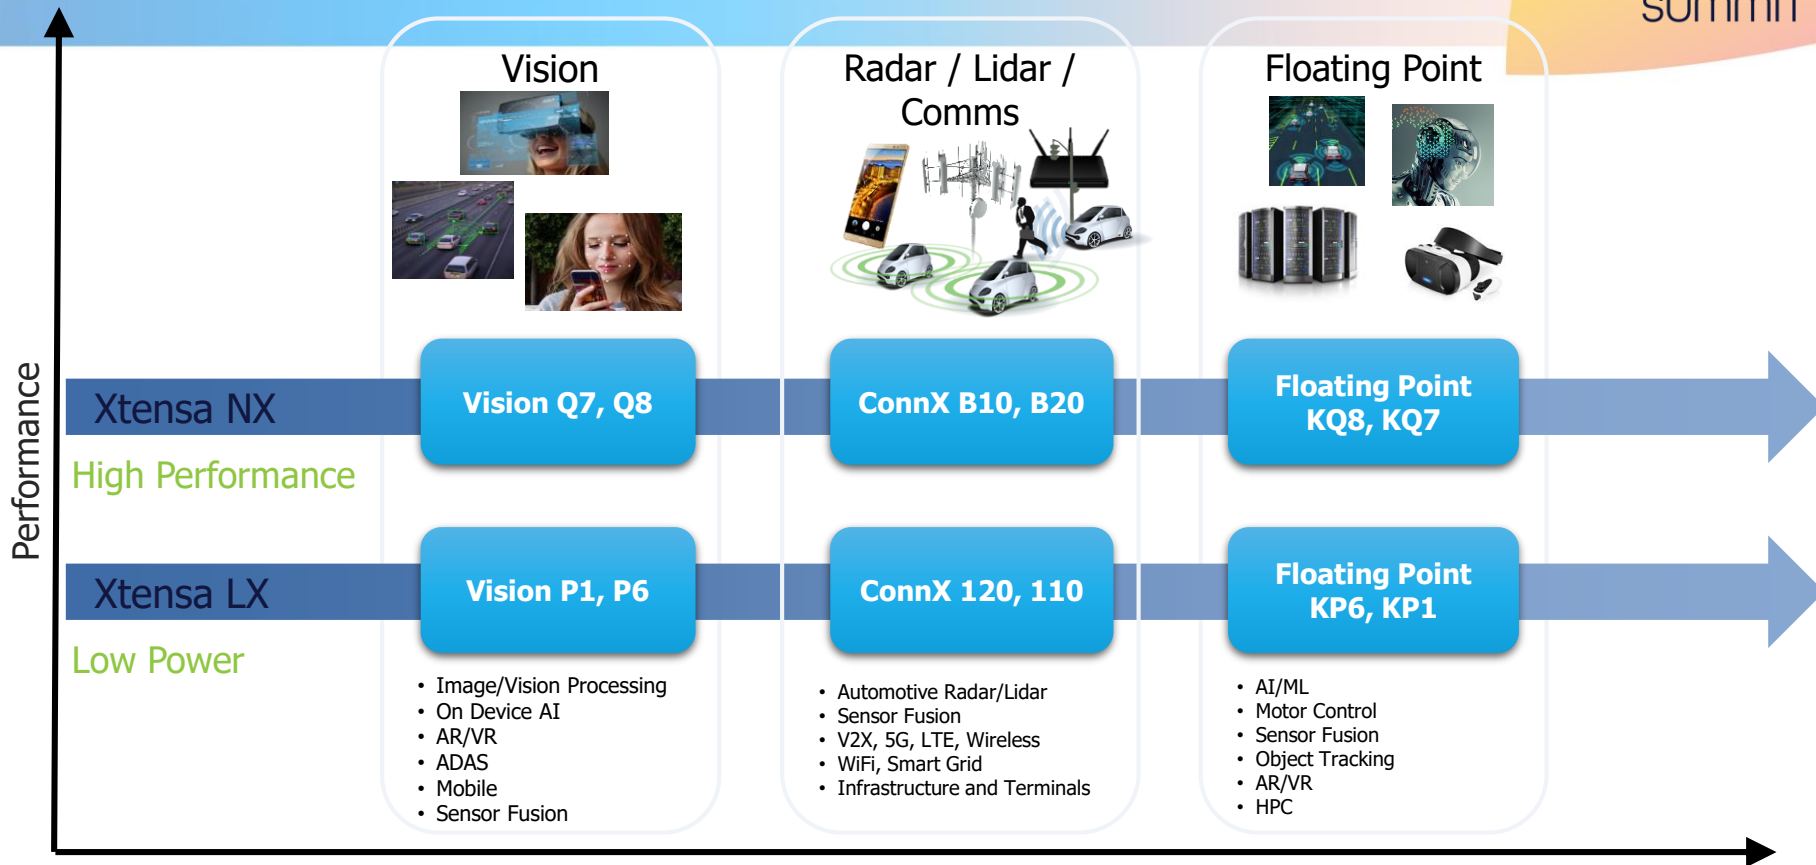 summit
Vision
Radar / Lidar /
Comms
Floating Point
Performance
Xtensa NX
High Performance
Vision Q7, Q8
ConnX B10, B20
Floating Point
KQ8, KQ7
Xtensa LX
Low Power
Vision P1, P6
ConnX 120, 110
Floating Point
KP6, KP1
• Image/Vision Processing
• On Device AI
• AR/VR
• ADAS
• Mobile
• Sensor Fusion
• Automotive Radar/Lidar
• Sensor Fusion
• V2X, 5G, LTE, Wireless
• WiFi, Smart Grid
• Infrastructure and Terminals
• AI/ML
• Motor Control
• Sensor Fusion
• Object Tracking
• AR/VR
• HPC